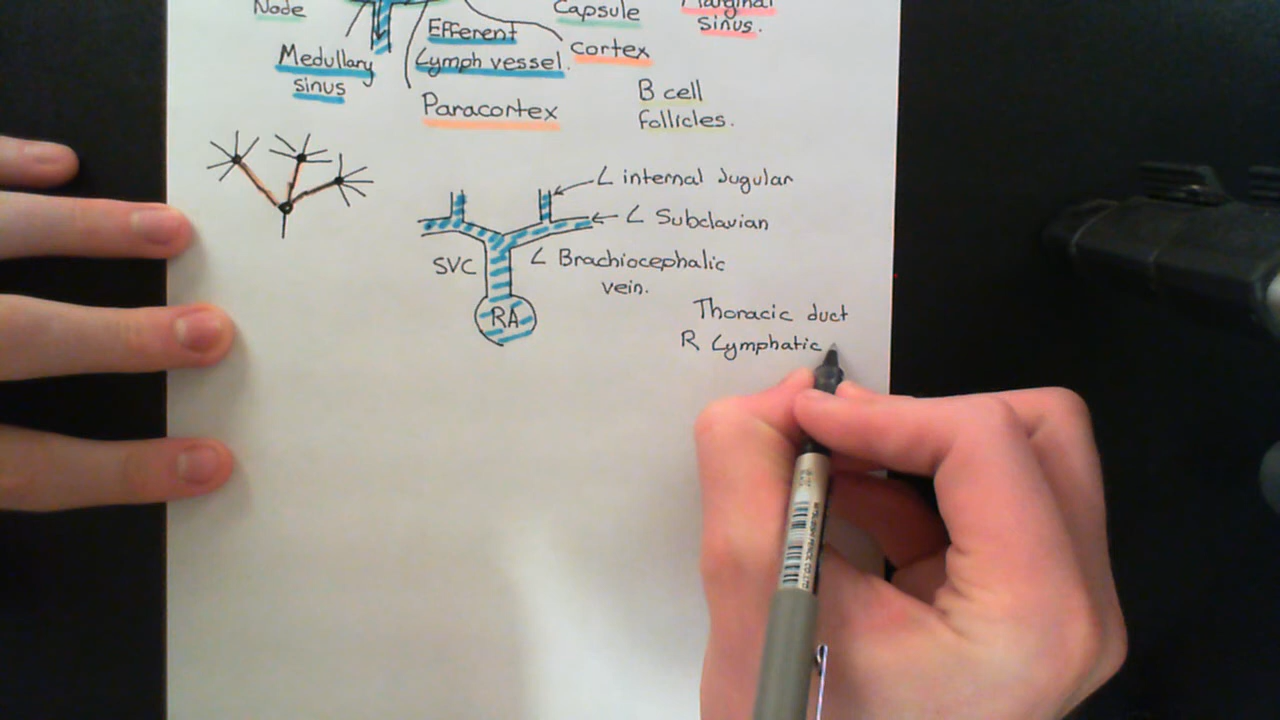 Node
Medullary
sinus
Efferent
Lymph vessel.
Paracortex
Capsule
Cortex
Marginal
sinus.
B cell
follicles.
L internal Jugular
L Subclavian
SVC
L Brachiocephalic
vein.
RA
Thoracic duct
R Lymphatic